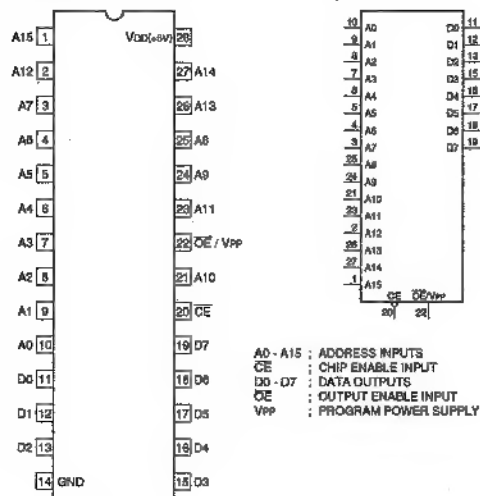 A15 1 VDD(+5V) 28
A12 2 27 A14
A7 3 26 A13
A6 4 25 A8
A5 5 24 A9
A4 6 23 A11
A3 7 22 OE / VPP
A2 8 21 A10
A1 9 20 CE
A0 10 19 D7
D0 11 18 D6
D1 12 17 D5
D2 13 16 D4
14 GND 15 D3
10 A0 D0 11
9 A1 D1 12
8 A2 D2 13
7 A3 D3 15
6 A4 D4 16
5 A5 D5 17
4 A6 D6 18
3 A7 D7 19
25 A8
24 A9
21 A10
23 A11
2 A12
26 A13
27 A14
1 A15
CE OE/VPP
20 22
A0 - A15 : ADDRESS INPUTS
CE : CHIP ENABLE INPUT
D0 - D7 : DATA OUTPUTS
OE : OUTPUT ENABLE INPUT
VPP : PROGRAM POWER SUPPLY